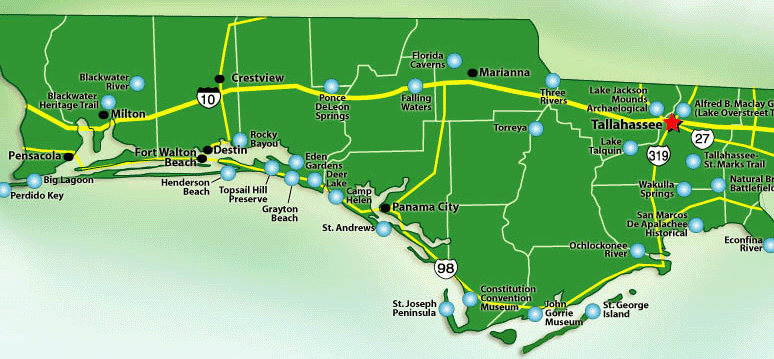 Florida
Caverns
Marianna
Crestview
Blackwater
River
Blackwater
Heritage Trail
Milton
10
Ponce
DeLeon
Springs
Falling
Waters
Three
Rivers
Lake Jackson
Mounds
Archaeological
Alfred B. Maclay G
(Lake Overstreet T
Tallahassee
27
Torreya
Lake
Talquin
319
Tallahassee-
St. Marks Trail
Rocky
Bayou
Destin
Fort Walton
Beach
Pensacola
Eden
Gardens
Deer
Lake
Big Lagoon
Perdido Key
Henderson
Beach
Topsail Hill
Preserve
Grayton
Beach
Camp
Helen
Panama City
St. Andrews
Wakulla
Springs
Natural Br
Battlefield
San Marcos
De Apalachee
Historical
Ochlockonee
River
Econfina
River
98
St. Joseph
Peninsula
Constitution
Convention
Museum
John
Gorrie
Museum
St. George
Island